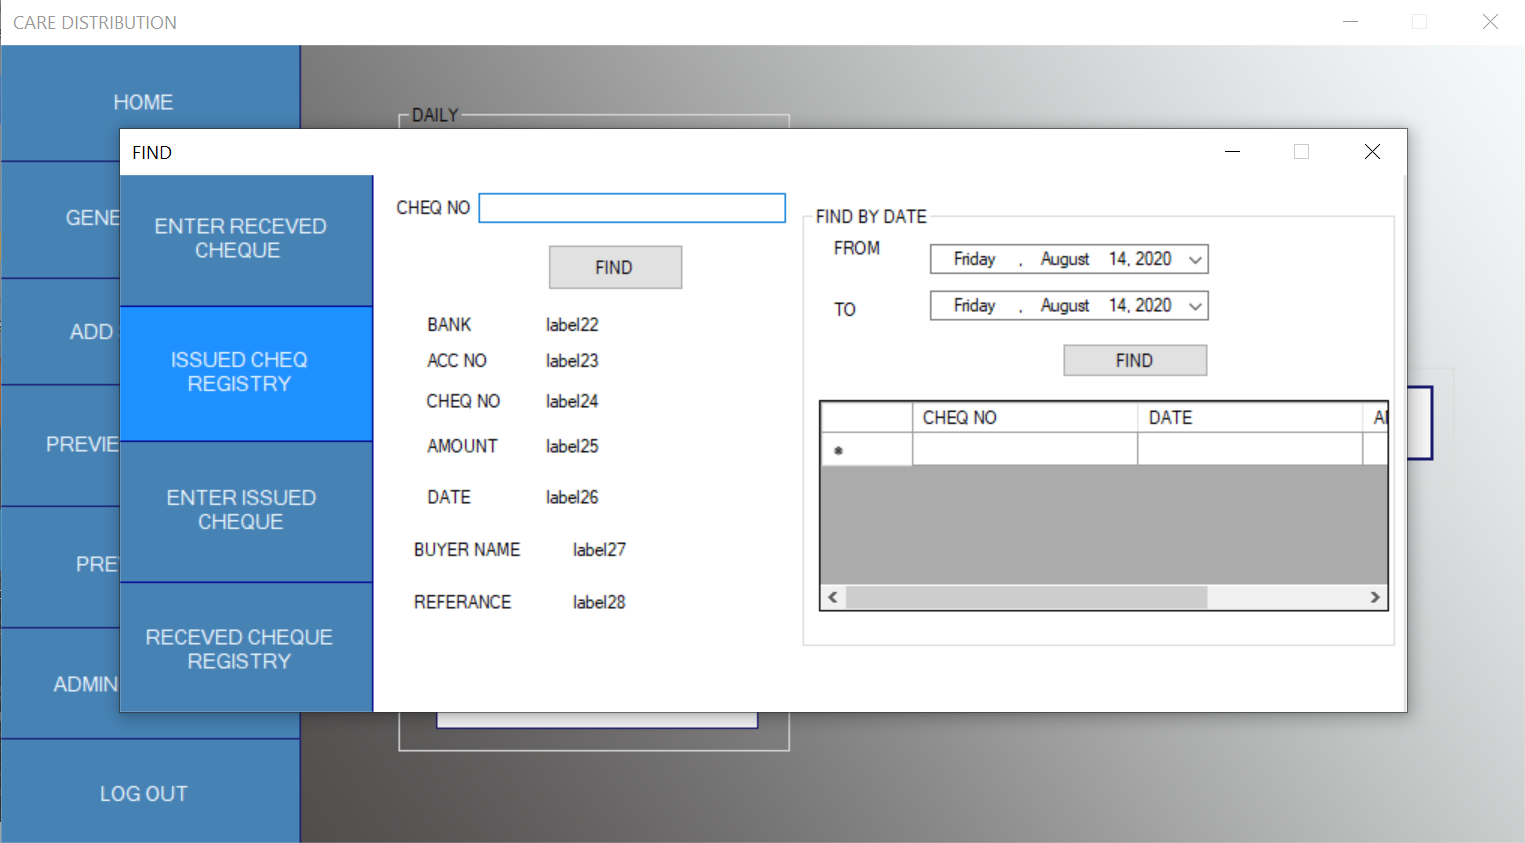 CARE DISTRIBUTION
HOME
GENE
ADD
PREVIE
PRE
ADMIN
LOG OUT
DAILY
FIND
ENTER RECEVED
CHEQUE
ISSUED CHEQ
REGISTRY
ENTER ISSUED
CHEQUE
RECEVED CHEQUE
REGISTRY
CHEQ NO
FIND
BANK label22
ACC NO label23
CHEQ NO label24
AMOUNT label25
DATE label26
BUYER NAME label27
REFERANCE label28
FIND BY DATE
FROM Friday , August 14, 2020
TO Friday , August 14, 2020
FIND
CHEQ NO DATE